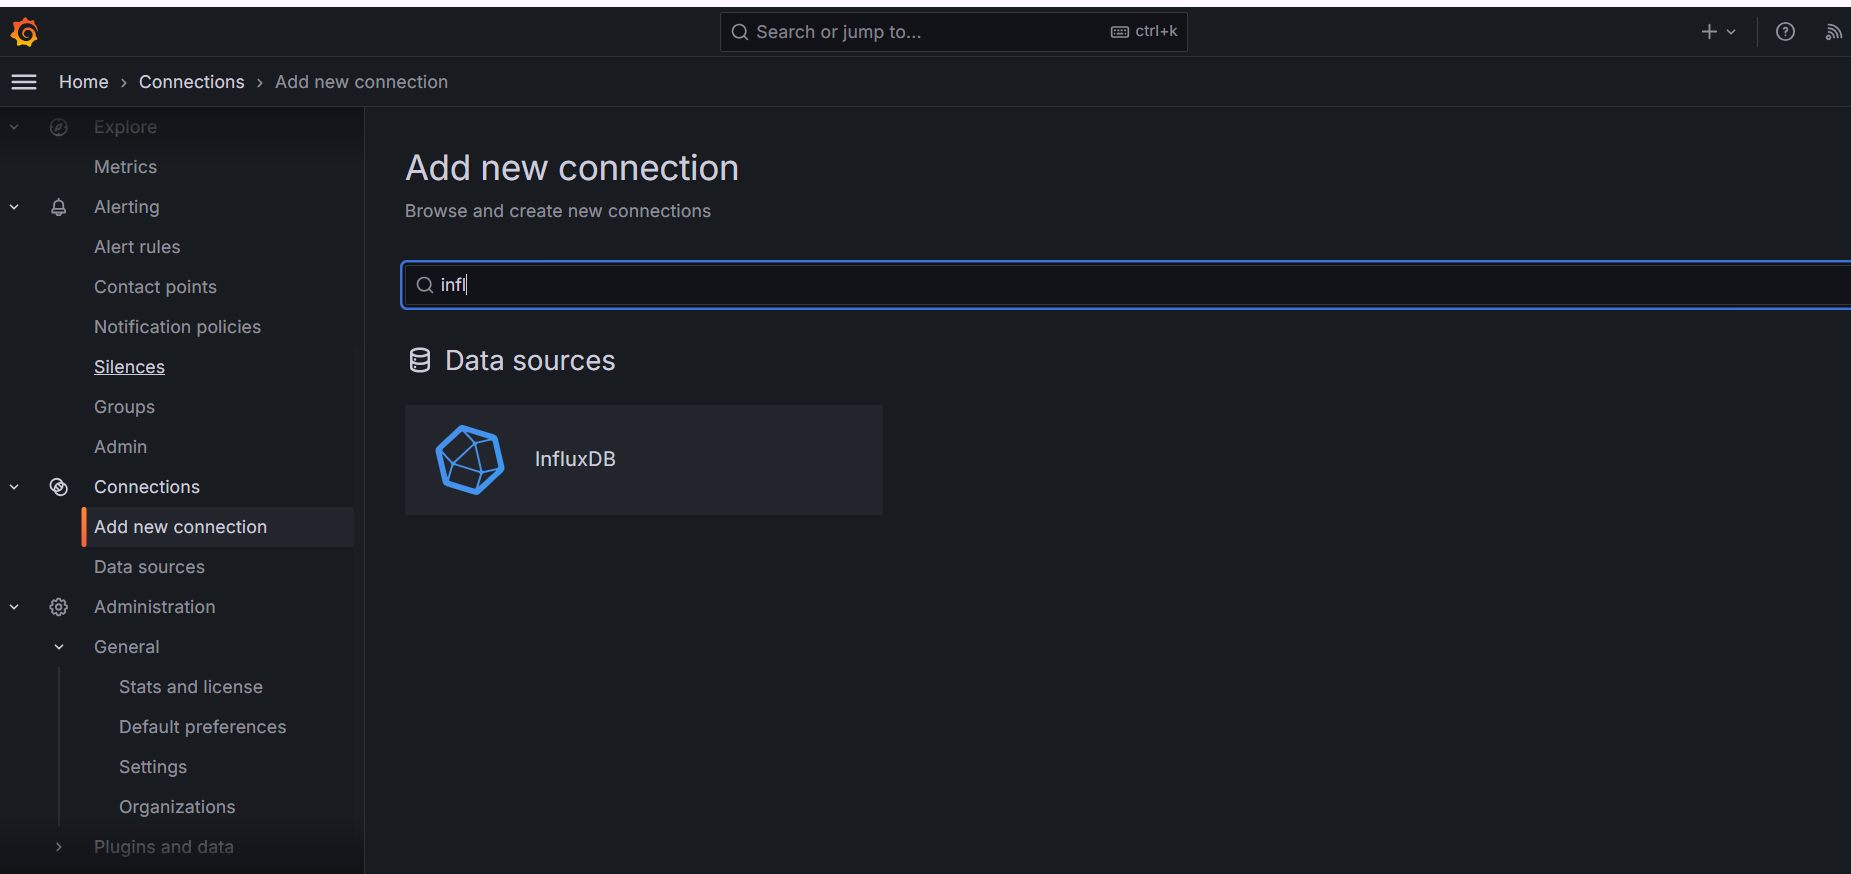 Search or jump to...
ctrl+k
Home > Connections > Add new connection
Explore
Metrics
Alerting
Alert rules
Contact points
Notification policies
Silences
Groups
Admin
Connections
Add new connection
Data sources
Administration
General
Stats and license
Default preferences
Settings
Organizations
Plugins and data
Add new connection
Browse and create new connections
infl
Data sources
InfluxDB